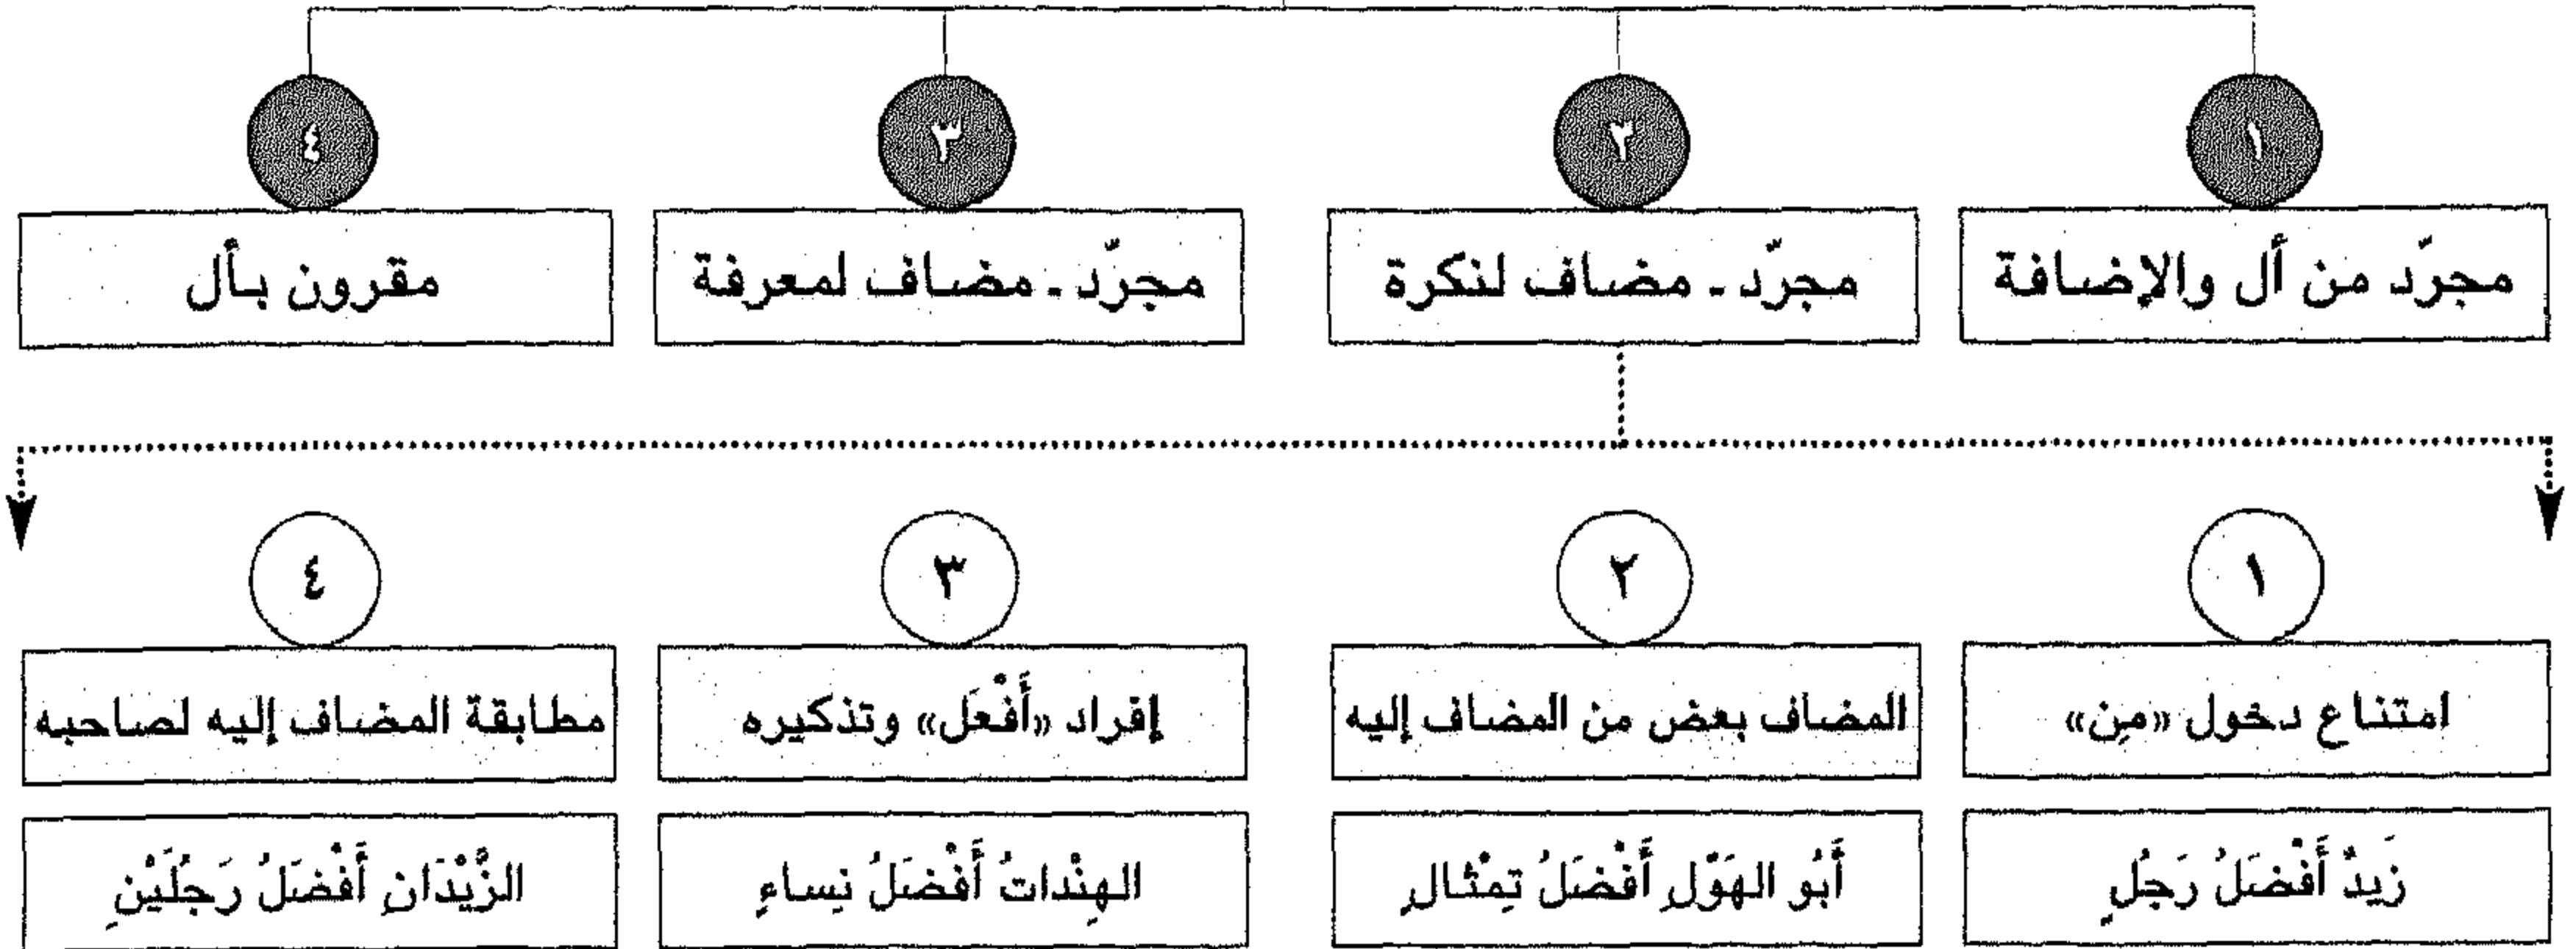 ١
٢
٣
٤
مجرّد من أل والإضافة
مجرّد - مضاف لنكرة
مجرّد - مضاف لمعرفة
مقرون بأل
١
٢
٣
٤
امتناع دخول «مِن»
المضاف بعض من المضاف إليه
إفراد «أَفْعَل» وتذكيره
مطابقة المضاف إليه لصاحبه
زَيدٌ أَفْضَلُ رَجُلٍ
أَبُو الهَوْلِ أَفْضَلُ تِمْثالٍ
الهِنْداتُ أَفْضَلُ نِساءٍ
الزَّيْدَانِ أَفْضَلُ رَجُلَيْنِ